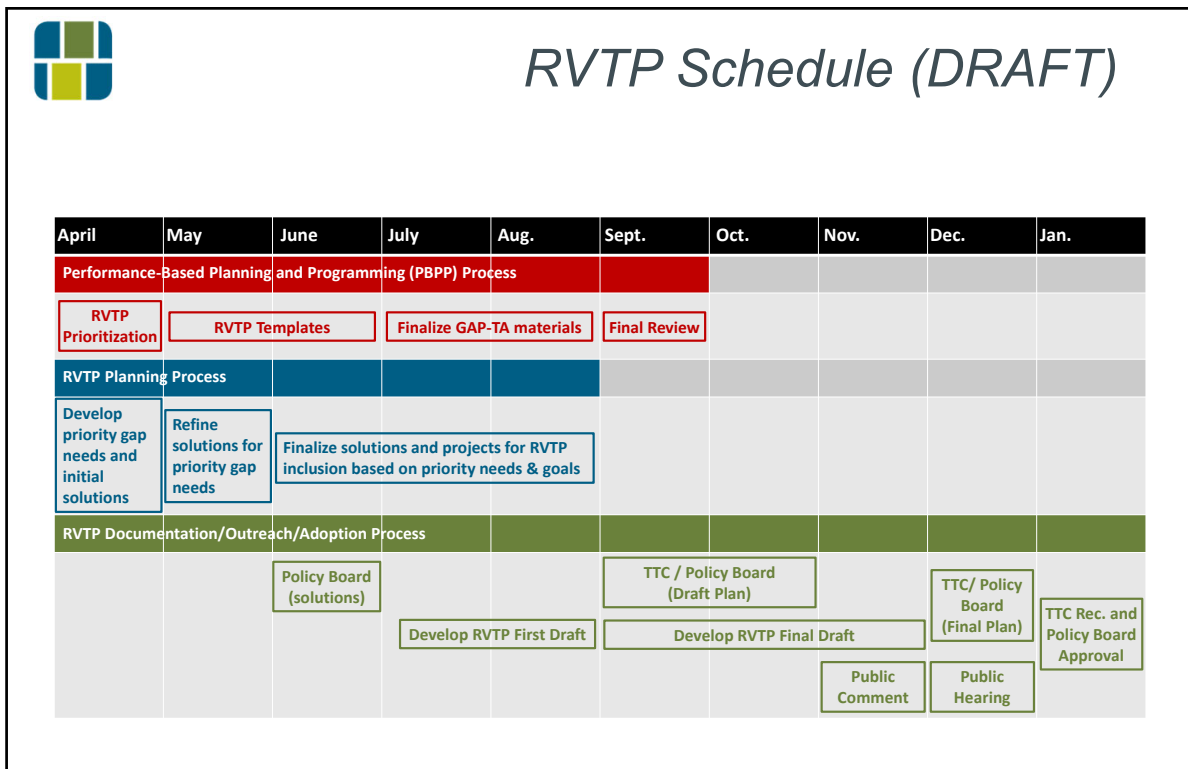 RVTP Schedule (DRAFT)
April May June July Aug. Sept. Oct. Nov. Dec. Jan.
Performance-Based Planning and Programming (PBPP) Process
RVTP
Prioritization
RVTP Templates
Finalize GAP-TA materials
Final Review
RVTP Planning Process
Develop
priority gap
needs and
initial
solutions
Refine
solutions for
priority gap
needs
Finalize solutions and projects for RVTP
inclusion based on priority needs & goals
RVTP Documentation/Outreach/Adoption Process
Policy Board
(solutions)
TTC / Policy Board
(Draft Plan)
TTC/ Policy
Board
(Final Plan)
TTC Rec. and
Policy Board
Approval
Develop RVTP First Draft
Develop RVTP Final Draft
Public
Comment
Public
Hearing